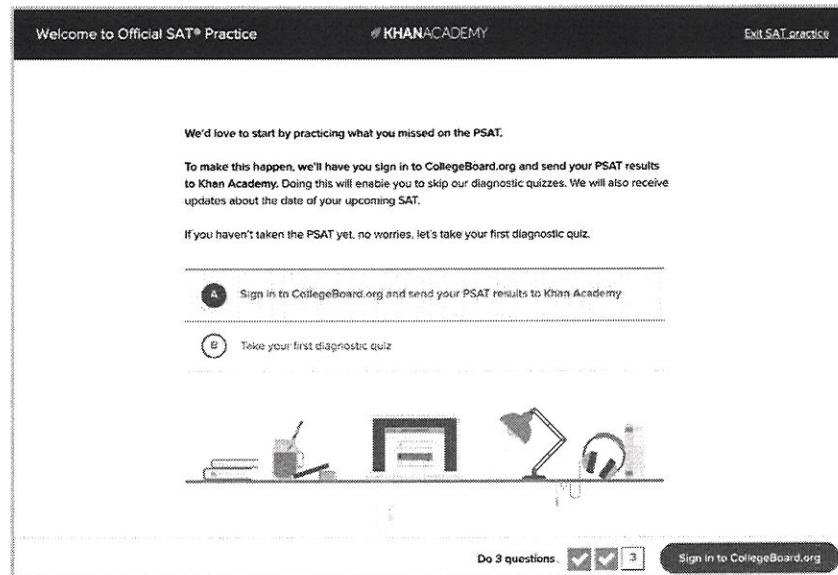 Welcome to Official SAT® Practice
KHANACADEMY
Exit SAT practice
We'd love to start by practicing what you missed on the PSAT.
To make this happen, we'll have you sign in to CollegeBoard.org and send your PSAT results
to Khan Academy. Doing this will enable you to skip our diagnostic quizzes. We will also receive
updates about the date of your upcoming SAT.
If you haven't taken the PSAT yet, no worries, let's take your first diagnostic quiz.
A Sign in to CollegeBoard.org and send your PSAT results to Khan Academy
B Take your first diagnostic quiz
Do 3 questions. 3 Sign in to CollegeBoard.org